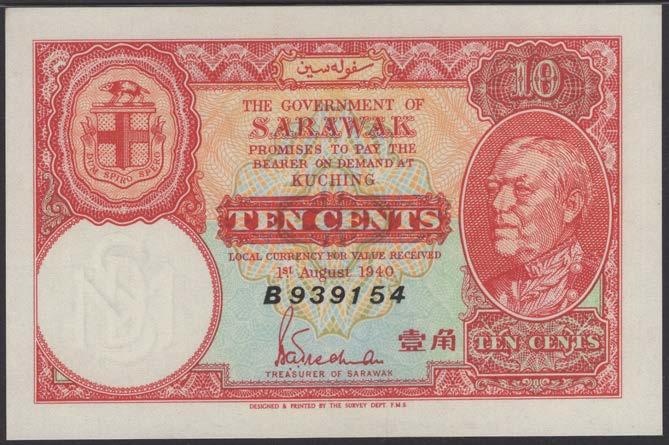 سفوله سين
10
THE GOVERNMENT OF
SARAWAK
PROMISES TO PAY THE
BEARER ON DEMAND AT
KUCHING
DUM SPIRO SPERO
TEN CENTS
LOCAL CURRENCY FOR VALUE RECEIVED
1st August 1940
B 939154
壹角
TEN CENTS
TREASURER OF SARAWAK
DESIGNED & PRINTED BY THE SURVEY DEPT. F.M.S.